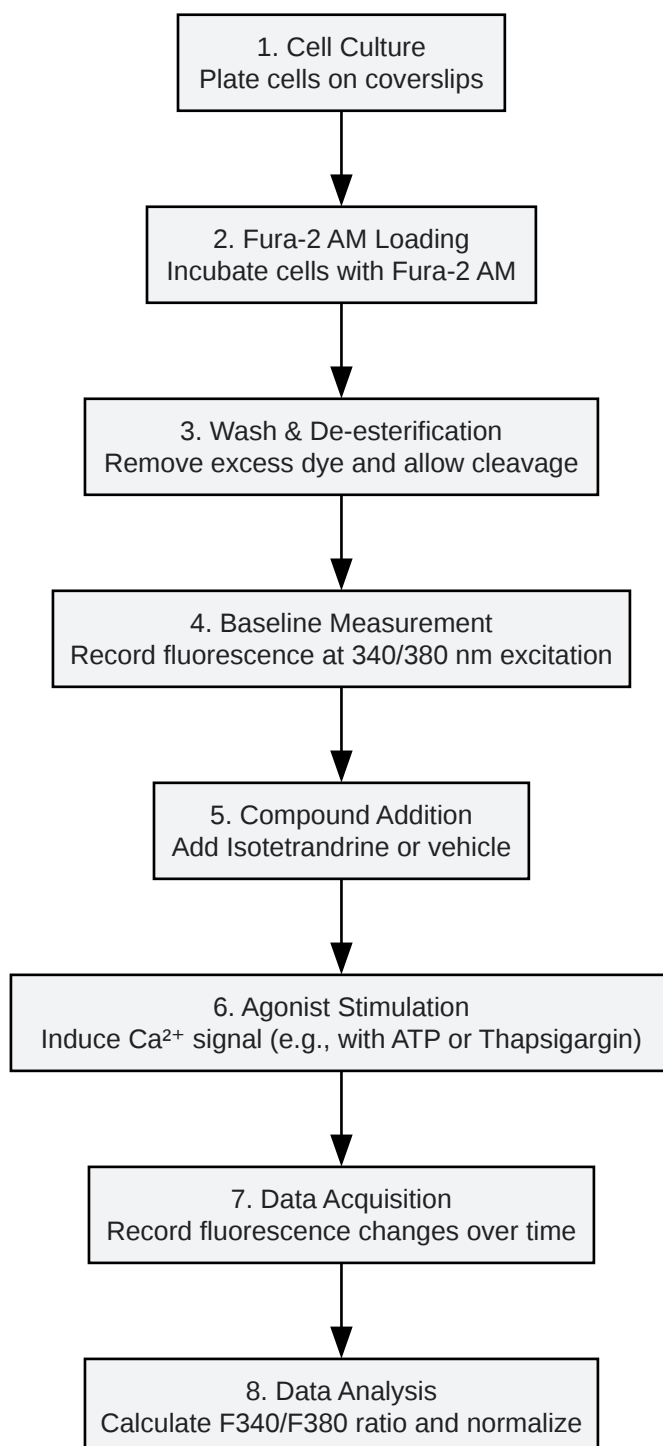 1. Cell Culture
Plate cells on coverslips
2. Fura-2 AM Loading
Incubate cells with Fura-2 AM
3. Wash & De-esterification
Remove excess dye and allow cleavage
4. Baseline Measurement
Record fluorescence at 340/380 nm excitation
5. Compound Addition
Add Isotetrandrine or vehicle
6. Agonist Stimulation
Induce Ca²⁺ signal (e.g., with ATP or Thapsigargin)
7. Data Acquisition
Record fluorescence changes over time
8. Data Analysis
Calculate F340/F380 ratio and normalize